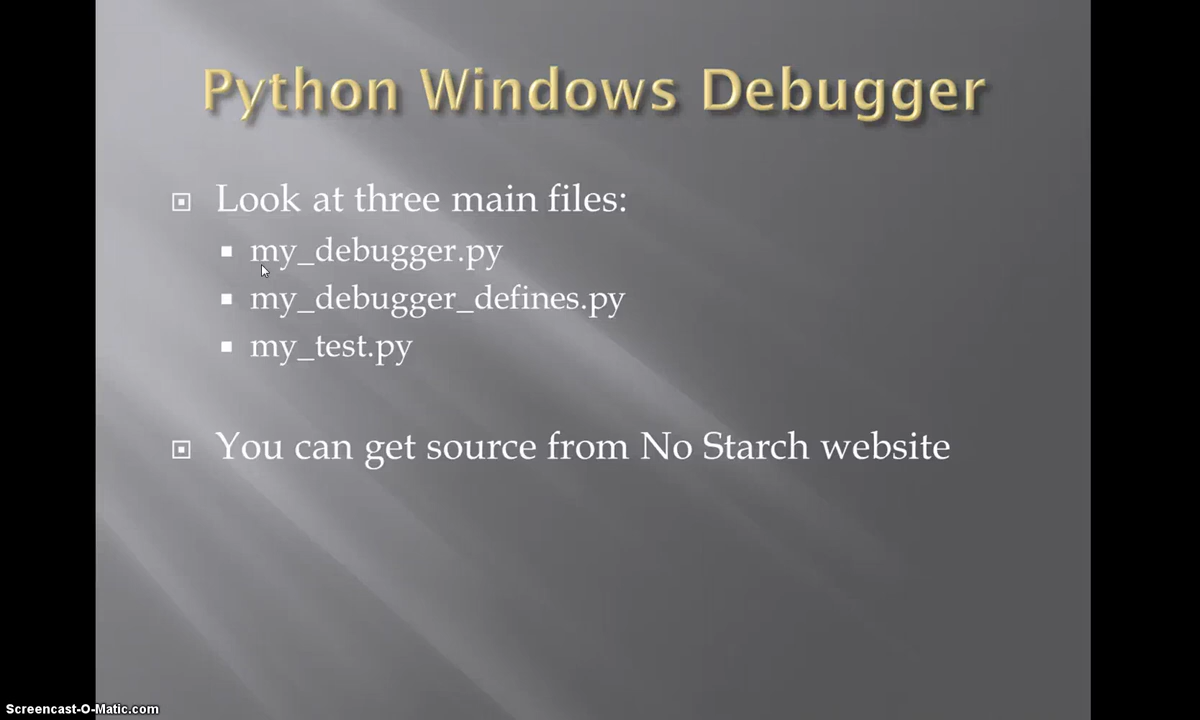 Python Windows Debugger
Look at three main files:
my_debugger.py
my_debugger_defines.py
my_test.py
You can get source from No Starch website
Screencast-O-Matic.com